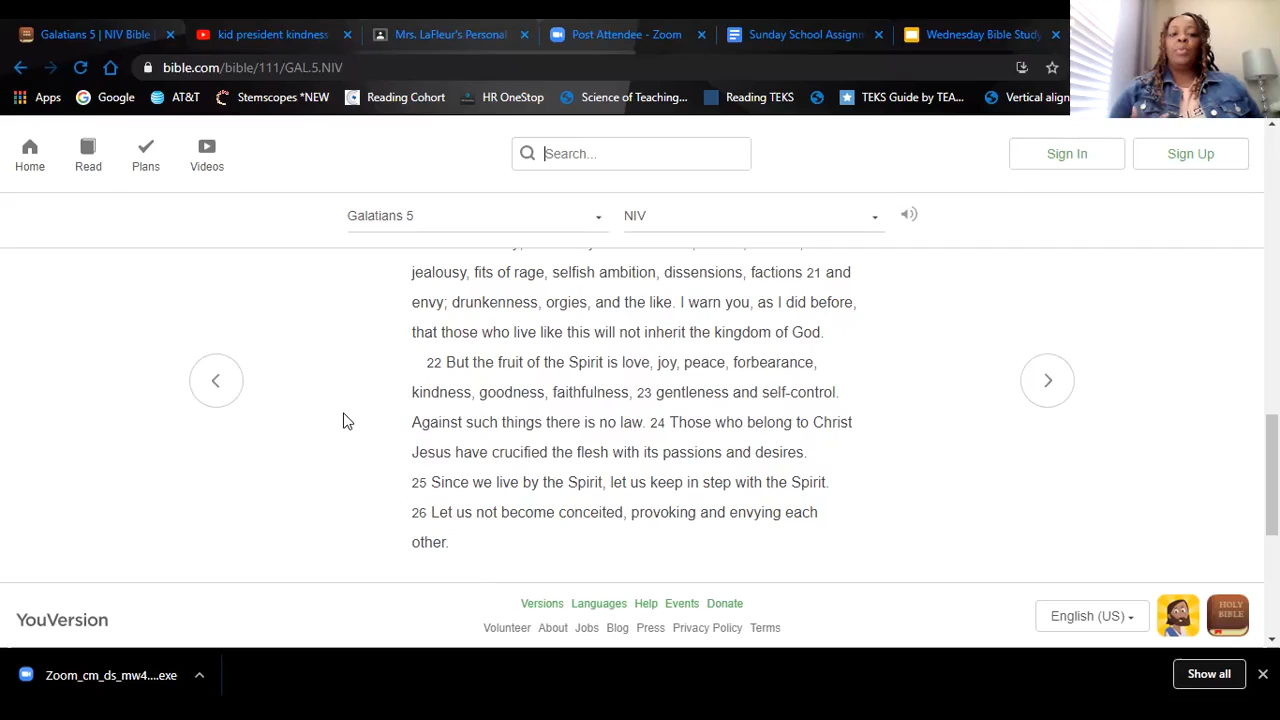 Galatians 5 | NIV Bible
kid president kindness
Mrs. LaFleur's Personal
Post Attendee - Zoom
Sunday School Assignm
Wednesday Bible Study
bible.com/bible/111/GAL.5.NIV
Apps
Google
AT&T
Stemscopes *NEW
Reading Cohort
HR OneStop
Science of Teaching...
Reading TEKS
TEKS Guide by TEA...
Vertical align
Home
Read
Plans
Videos
Search...
Sign In
Sign Up
Galatians 5
NIV
jealousy, fits of rage, selfish ambition, dissensions, factions 21 and
envy; drunkenness, orgies, and the like. I warn you, as I did before,
that those who live like this will not inherit the kingdom of God.
22 But the fruit of the Spirit is love, joy, peace, forbearance,
kindness, goodness, faithfulness, 23 gentleness and self-control.
Against such things there is no law. 24 Those who belong to Christ
Jesus have crucified the flesh with its passions and desires.
25 Since we live by the Spirit, let us keep in step with the Spirit.
26 Let us not become conceited, provoking and envying each
other.
Versions Languages Help Events Donate
YouVersion
Volunteer About Jobs Blog Press Privacy Policy Terms
English (US)
HOLY
BIBLE
Zoom_cm_ds_mw4....exe
Show all